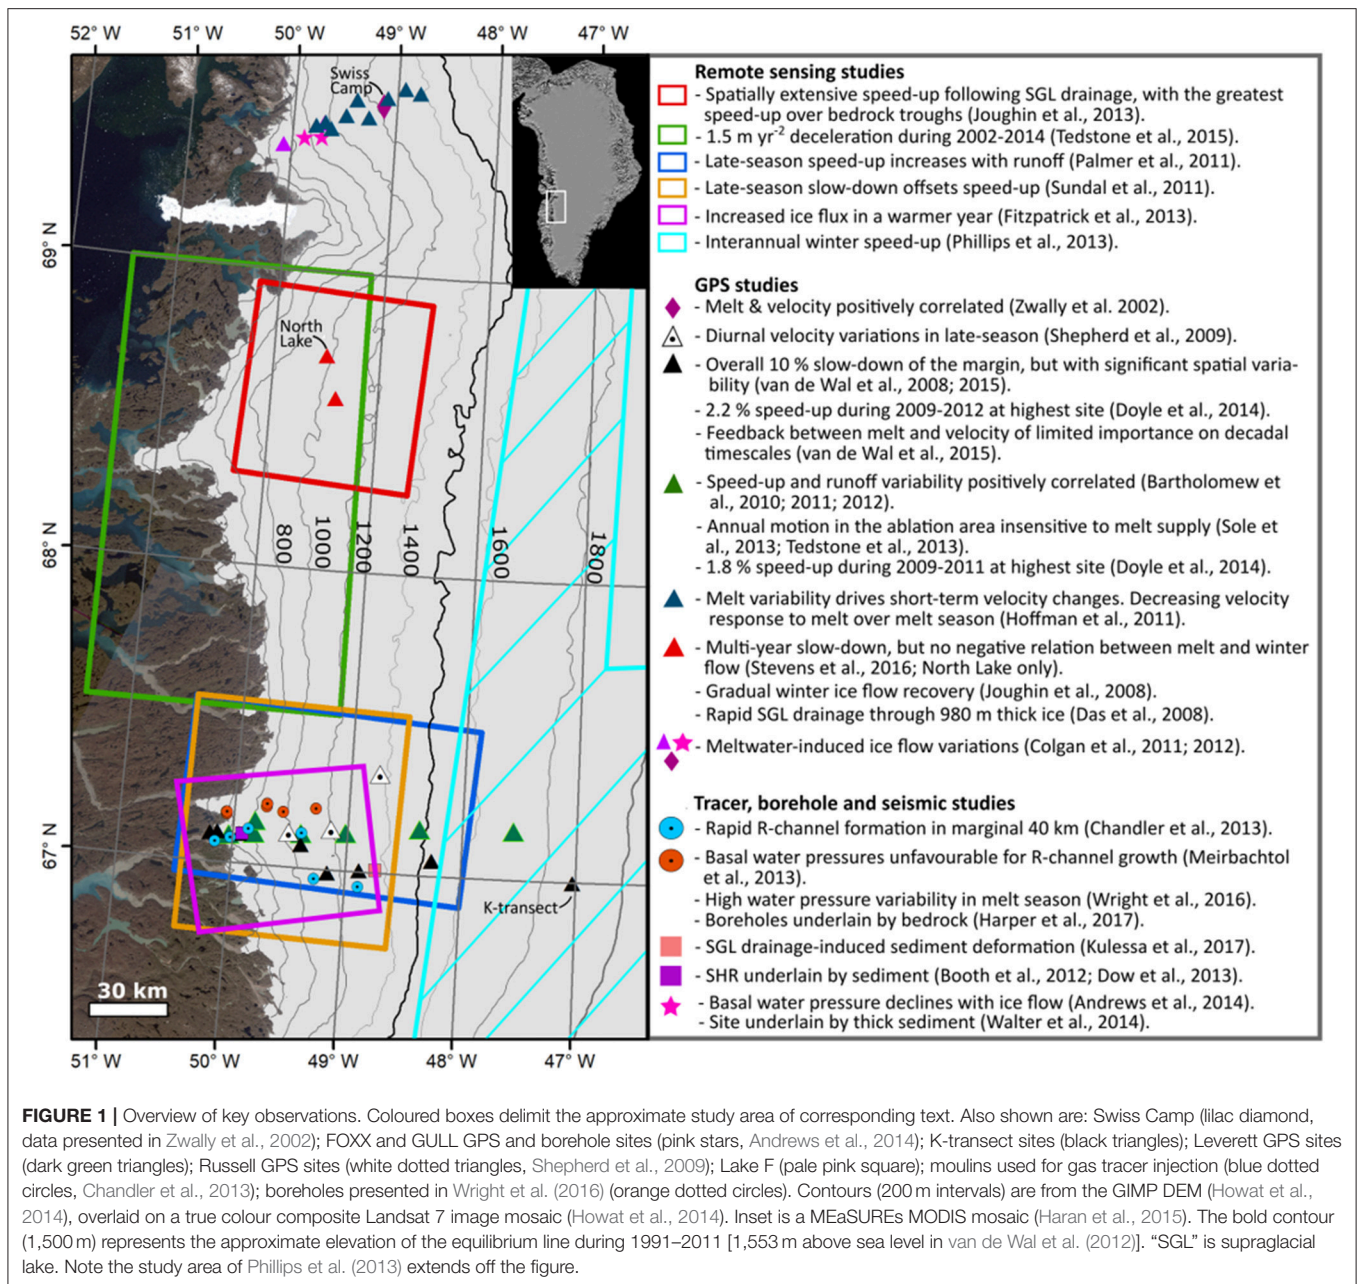 52° W 51° W 50° W 49° W 48° W 47° W
Swiss
Camp
69° N
North
Lake
68° N
800
1000
1200
1400
1600
1800
67° N
K-transect
30 km
51° W 50° W 49° W 48° W 47° W
Remote sensing studies
- Spatially extensive speed-up following SGL drainage, with the greatest
speed-up over bedrock troughs (Joughin et al., 2013).
- 1.5 m yr⁻² deceleration during 2002-2014 (Tedstone et al., 2015).
- Late-season speed-up increases with runoff (Palmer et al., 2011).
- Late-season slow-down offsets speed-up (Sundal et al., 2011).
- Increased ice flux in a warmer year (Fitzpatrick et al., 2013).
- Interannual winter speed-up (Phillips et al., 2013).
GPS studies
- Melt & velocity positively correlated (Zwally et al. 2002).
- Diurnal velocity variations in late-season (Shepherd et al., 2009).
- Overall 10 % slow-down of the margin, but with significant spatial varia-
bility (van de Wal et al., 2008; 2015).
- 2.2 % speed-up during 2009-2012 at highest site (Doyle et al., 2014).
- Feedback between melt and velocity of limited importance on decadal
timescales (van de Wal et al., 2015).
- Speed-up and runoff variability positively correlated (Bartholomew et
al., 2010; 2011; 2012).
- Annual motion in the ablation area insensitive to melt supply (Sole et
al., 2013; Tedstone et al., 2013).
- 1.8 % speed-up during 2009-2011 at highest site (Doyle et al., 2014).
- Melt variability drives short-term velocity changes. Decreasing velocity
response to melt over melt season (Hoffman et al., 2011).
- Multi-year slow-down, but no negative relation between melt and winter
flow (Stevens et al., 2016; North Lake only).
- Gradual winter ice flow recovery (Joughin et al., 2008).
- Rapid SGL drainage through 980 m thick ice (Das et al., 2008).
- Meltwater-induced ice flow variations (Colgan et al., 2011; 2012).
Tracer, borehole and seismic studies
- Rapid R-channel formation in marginal 40 km (Chandler et al., 2013).
- Basal water pressures unfavourable for R-channel growth (Meirbachtol
et al., 2013).
- High water pressure variability in melt season (Wright et al., 2016).
- Boreholes underlain by bedrock (Harper et al., 2017).
- SGL drainage-induced sediment deformation (Kulessa et al., 2017).
- SHR underlain by sediment (Booth et al., 2012; Dow et al., 2013).
- Basal water pressure declines with ice flow (Andrews et al., 2014).
- Site underlain by thick sediment (Walter et al., 2014).
FIGURE 1 | Overview of key observations. Coloured boxes delimit the approximate study area of corresponding text. Also shown are: Swiss Camp (lilac diamond,
data presented in Zwally et al., 2002); FOXX and GULL GPS and borehole sites (pink stars, Andrews et al., 2014); K-transect sites (black triangles); Leverett GPS sites
(dark green triangles); Russell GPS sites (white dotted triangles, Shepherd et al., 2009); Lake F (pale pink square); moulins used for gas tracer injection (blue dotted
circles, Chandler et al., 2013); boreholes presented in Wright et al. (2016) (orange dotted circles). Contours (200 m intervals) are from the GIMP DEM (Howat et al.,
2014), overlaid on a true colour composite Landsat 7 image mosaic (Howat et al., 2014). Inset is a MEaSUREs MODIS mosaic (Haran et al., 2015). The bold contour
(1,500 m) represents the approximate elevation of the equilibrium line during 1991–2011 [1,553 m above sea level in van de Wal et al. (2012)]. “SGL” is supraglacial
lake. Note the study area of Phillips et al. (2013) extends off the figure.